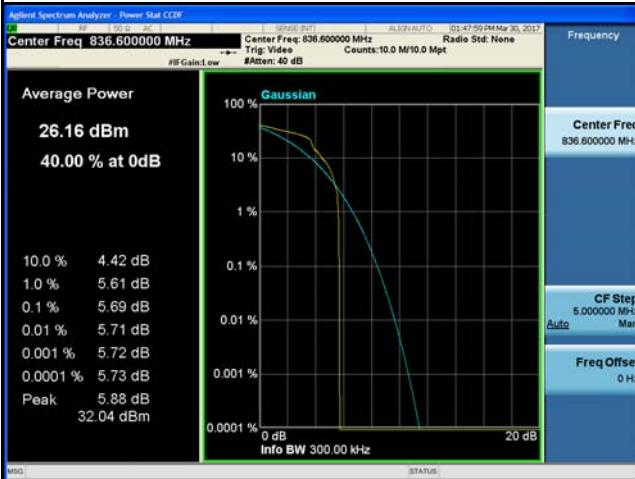 Agilent Spectrum Analyzer - Power Stat CCDF
RF 50 Ω AC SENSE:INT ALIGN AUTO 01:47:59 PM Mar 30, 2017
Center Freq 836.600000 MHz
Center Freq: 836.600000 MHz Radio Std: None
Trig: Video Counts:10.0 M/10.0 Mpt
#IFGain:Low #Atten: 40 dB
Frequency
Average Power
26.16 dBm
40.00 % at 0dB
10.0 % 4.42 dB
1.0 % 5.61 dB
0.1 % 5.69 dB
0.01 % 5.71 dB
0.001 % 5.72 dB
0.0001 % 5.73 dB
Peak 5.88 dB
32.04 dBm
Gaussian
100 %
10 %
1 %
0.1 %
0.01 %
0.001 %
0.0001 %
0 dB 20 dB
Info BW 300.00 kHz
Center Freq
836.600000 MHz
CF Step
5.000000 MHz
Auto Man
Freq Offset
0 Hz
MSG STATUS